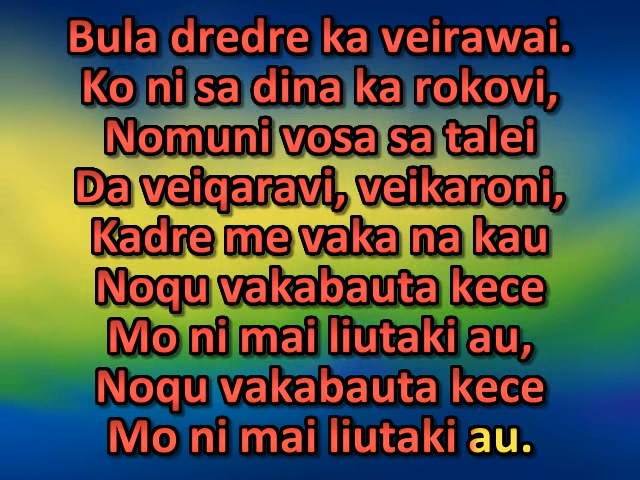 Bula dredre ka veirawai.
Ko ni sa dina ka rokovi,
Nomuni vosa sa talei
Da veiqaravi, veikaroni,
Kadre me vaka na kau
Noqu vakabauta kece
Mo ni mai liutaki au,
Noqu vakabauta kece
Mo ni mai liutaki au.